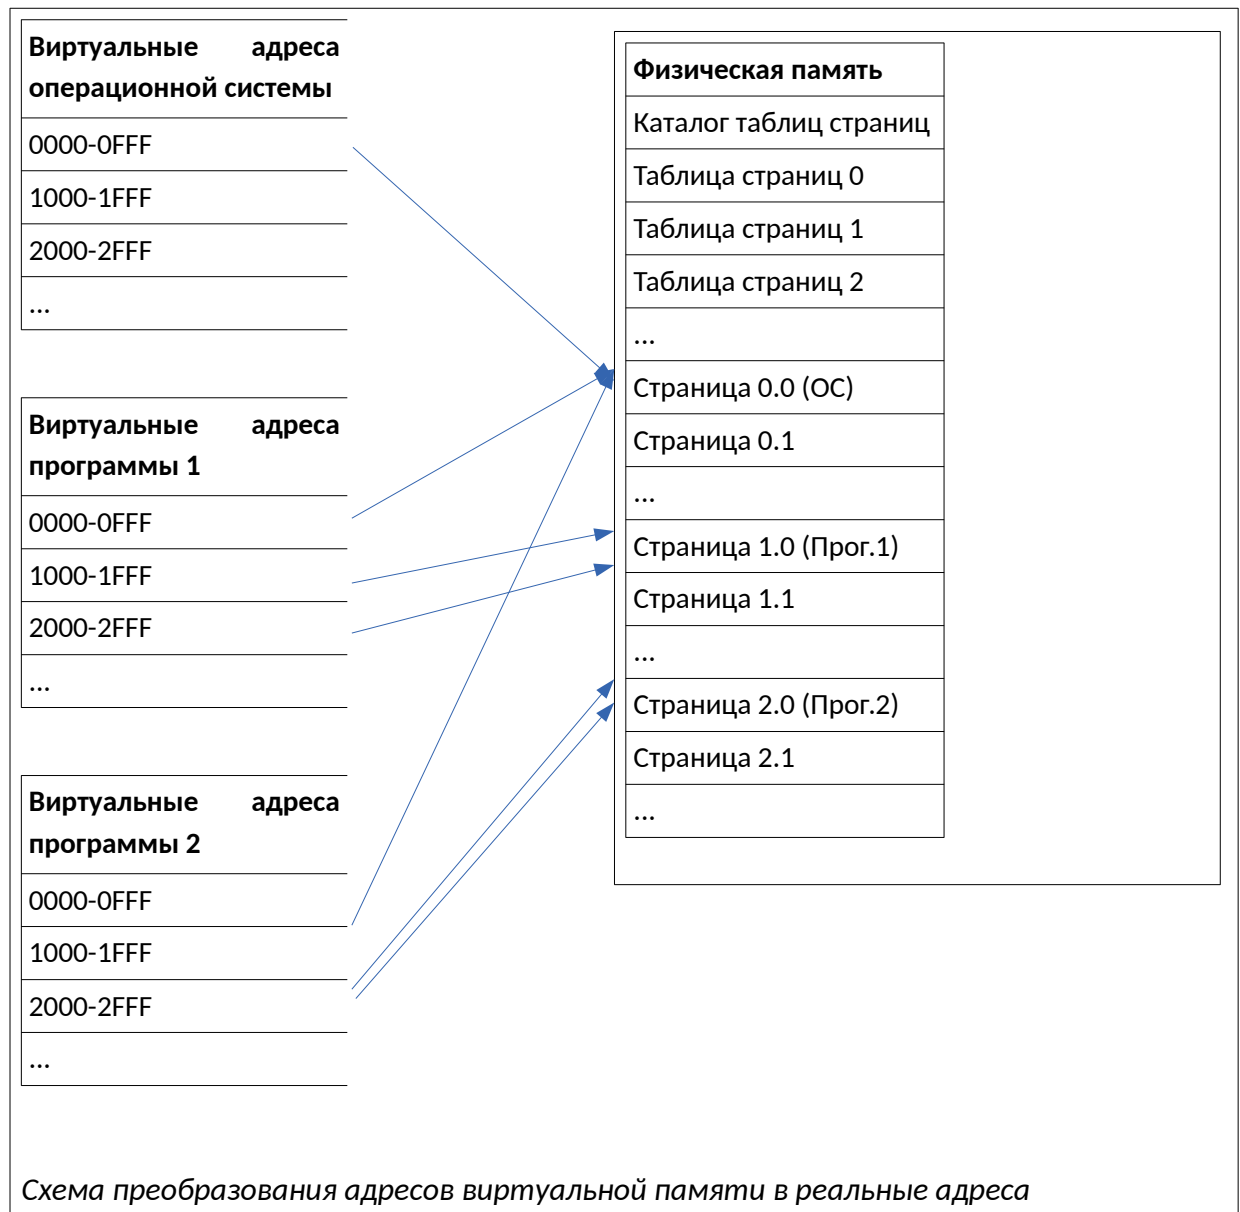 Виртуальные адреса
операционной системы
0000-0FFF
1000-1FFF
2000-2FFF
...
Виртуальные адреса
программы 1
0000-0FFF
1000-1FFF
2000-2FFF
...
Виртуальные адреса
программы 2
0000-0FFF
1000-1FFF
2000-2FFF
...
Физическая память
Каталог таблиц страниц
Таблица страниц 0
Таблица страниц 1
Таблица страниц 2
...
Страница 0.0 (ОС)
Страница 0.1
...
Страница 1.0 (Прог.1)
Страница 1.1
...
Страница 2.0 (Прог.2)
Страница 2.1
...
Схема преобразования адресов виртуальной памяти в реальные адреса